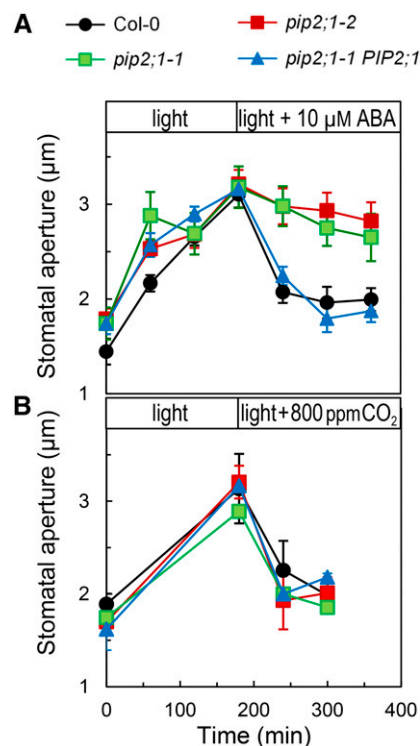 A
Col-0
pip2;1-2
pip2;1-1
pip2;1-1 PIP2;1
light
light + 10 µM ABA
Stomatal aperture (µm)
3
2
1
B
light
light+800 ppm CO₂
Stomatal aperture (µm)
3
2
1
0 100 200 300 400
Time (min)